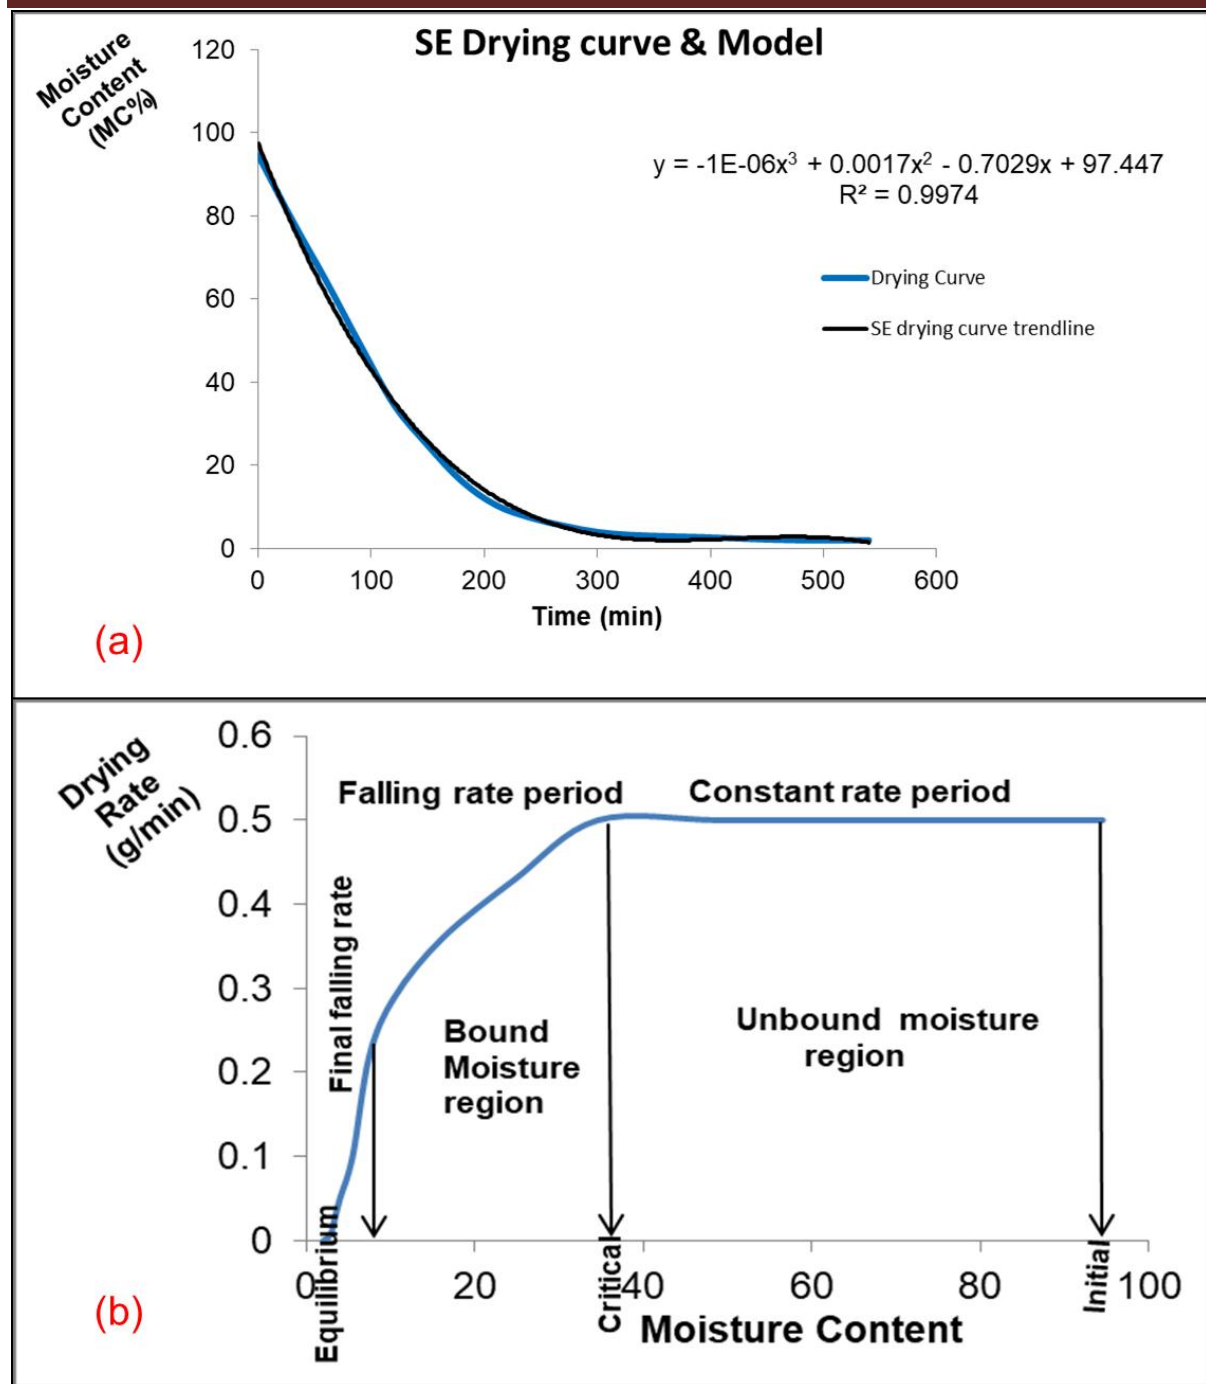 SE Drying curve & Model
Moisture
Content
(MC%)
120
100
80
60
40
20
0
y = -1E-06x³ + 0.0017x² - 0.7029x + 97.447
R² = 0.9974
Drying Curve
SE drying curve trendline
0 100 200 300 400 500 600
Time (min)
(a)
Drying
Rate
(g/min)
0.6
0.5
0.4
0.3
0.2
0.1
0
Falling rate period
Constant rate period
Final falling rate
Bound
Moisture
region
Unbound moisture
region
0 20 40 60 80 100
Equilibrium
Critical
Initial
Moisture Content
(b)